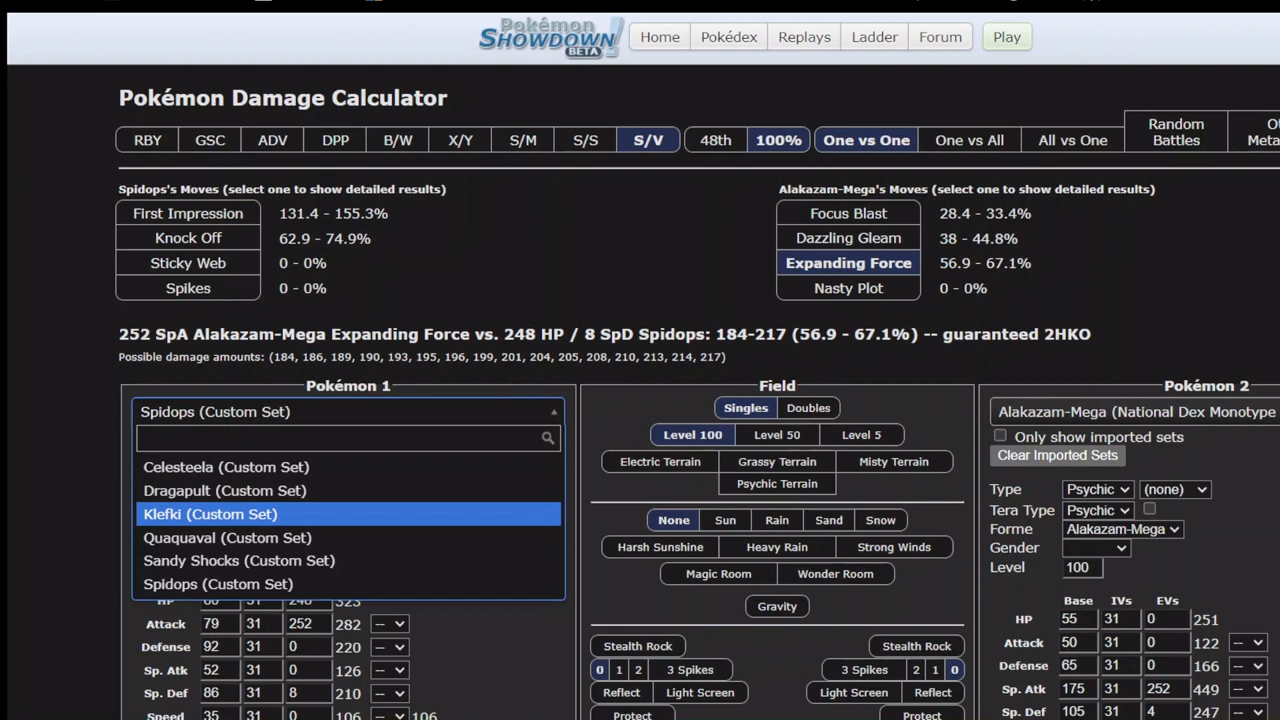 Pokémon SHOWDOWN! BETA Home Pokédex Replays Ladder Forum Play
Pokémon Damage Calculator
RBY GSC ADV DPP B/W X/Y S/M S/S S/V 48th 100% One vs One One vs All All vs One Random Battles
Spidops's Moves (select one to show detailed results)
First Impression 131.4 - 155.3%
Knock Off 62.9 - 74.9%
Sticky Web 0 - 0%
Spikes 0 - 0%
Alakazam-Mega's Moves (select one to show detailed results)
Focus Blast 28.4 - 33.4%
Dazzling Gleam 38 - 44.8%
Expanding Force 56.9 - 67.1%
Nasty Plot 0 - 0%
252 SpA Alakazam-Mega Expanding Force vs. 248 HP / 8 SpD Spidops: 184-217 (56.9 - 67.1%) -- guaranteed 2HKO
Possible damage amounts: (184, 186, 189, 190, 193, 195, 196, 199, 201, 204, 205, 208, 210, 213, 214, 217)
Pokémon 1
Spidops (Custom Set)
Celesteela (Custom Set)
Dragapult (Custom Set)
Klefki (Custom Set)
Quaquaval (Custom Set)
Sandy Shocks (Custom Set)
Spidops (Custom Set)
HP 60 31 248 323
Attack 79 31 252 282 --
Defense 92 31 0 220 --
Sp. Atk 52 31 0 126 --
Sp. Def 86 31 8 210 --
Speed 35 31 0 106 -- 106
Field
Singles Doubles
Level 100 Level 50 Level 5
Electric Terrain Grassy Terrain Misty Terrain
Psychic Terrain
None Sun Rain Sand Snow
Harsh Sunshine Heavy Rain Strong Winds
Magic Room Wonder Room
Gravity
Stealth Rock Stealth Rock
0 1 2 3 Spikes 3 Spikes 2 1 0
Reflect Light Screen Light Screen Reflect
Protect Protect
Pokémon 2
Alakazam-Mega (National Dex Monotype
Only show imported sets
Clear Imported Sets
Type Psychic (none)
Tera Type Psychic
Forme Alakazam-Mega
Gender
Level 100
Base IVs EVs
HP 55 31 0 251
Attack 50 31 0 122 --
Defense 65 31 0 166 --
Sp. Atk 175 31 252 449 --
Sp. Def 105 31 4 247 --